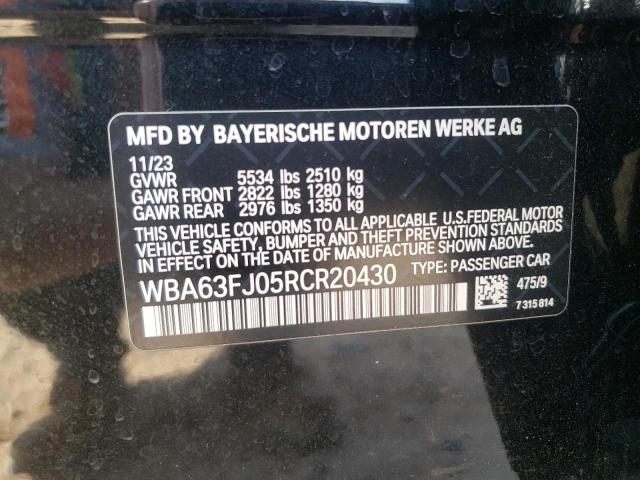 MFD BY BAYERISCHE MOTOREN WERKE AG
11/23
GVWR 5534 lbs 2510 kg
GAWR FRONT 2822 lbs 1280 kg
GAWR REAR 2976 lbs 1350 kg
THIS VEHICLE CONFORMS TO ALL APPLICABLE U.S.FEDERAL MOTOR
VEHICLE SAFETY, BUMPER AND THEFT PREVENTION STANDARDS
IN EFFECT ON THE DATE OF MANUFACTURE SHOWN ABOVE.
WBA63FJ05RCR20430 TYPE: PASSENGER CAR
475/9
7315814